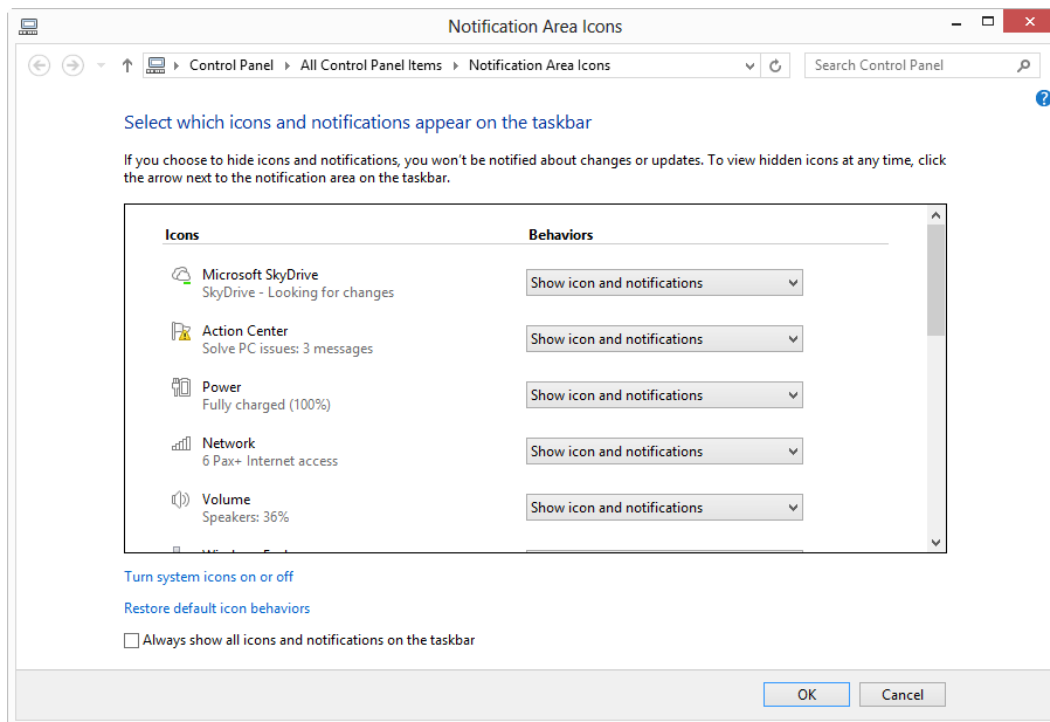 Notification Area Icons
Control Panel All Control Panel Items Notification Area Icons
Search Control Panel
Select which icons and notifications appear on the taskbar
If you choose to hide icons and notifications, you won't be notified about changes or updates. To view hidden icons at any time, click
the arrow next to the notification area on the taskbar.
Icons Behaviors
Microsoft SkyDrive
SkyDrive - Looking for changes
Show icon and notifications
Action Center
Solve PC issues: 3 messages
Show icon and notifications
Power
Fully charged (100%)
Show icon and notifications
Network
6 Pax+ Internet access
Show icon and notifications
Volume
Speakers: 36%
Show icon and notifications
Turn system icons on or off
Restore default icon behaviors
Always show all icons and notifications on the taskbar
OK Cancel